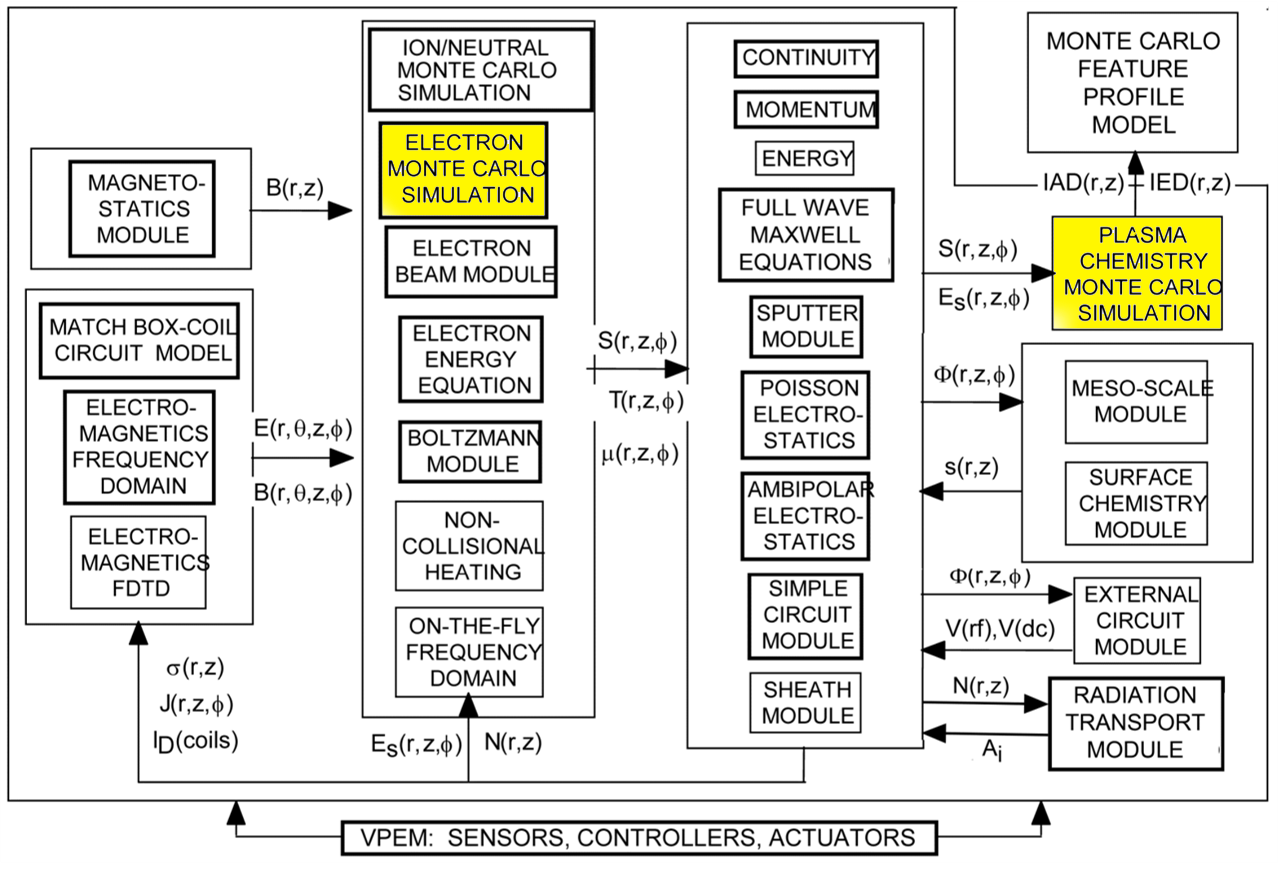 MAGNETO-
STATICS
MODULE
B(r,z)
MATCH BOX-COIL
CIRCUIT MODEL
ELECTRO-
MAGNETICS
FREQUENCY
DOMAIN
ELECTRO-
MAGNETICS
FDTD
E(r,θ,z,ϕ)
B(r,θ,z,ϕ)
σ(r,z)
J(r,z,ϕ)
I_D(coils)
ION/NEUTRAL
MONTE CARLO
SIMULATION
ELECTRON
MONTE CARLO
SIMULATION
ELECTRON
BEAM MODULE
ELECTRON
ENERGY
EQUATION
BOLTZMANN
MODULE
NON-
COLLISIONAL
HEATING
ON-THE-FLY
FREQUENCY
DOMAIN
E_S(r,z,ϕ) N(r,z)
S(r,z,ϕ)
T(r,z,ϕ)
μ(r,z,ϕ)
CONTINUITY
MOMENTUM
ENERGY
FULL WAVE
MAXWELL
EQUATIONS
SPUTTER
MODULE
POISSON
ELECTRO-
STATICS
AMBIPOLAR
ELECTRO-
STATICS
SIMPLE
CIRCUIT
MODULE
SHEATH
MODULE
MONTE CARLO
FEATURE
PROFILE
MODEL
IAD(r,z) IED(r,z)
S(r,z,ϕ)
E_S(r,z,ϕ)
PLASMA
CHEMISTRY
MONTE CARLO
SIMULATION
Φ(r,z,ϕ)
s(r,z)
MESO-SCALE
MODULE
SURFACE
CHEMISTRY
MODULE
Φ(r,z,ϕ)
V(rf),V(dc)
EXTERNAL
CIRCUIT
MODULE
N(r,z)
A_i
RADIATION
TRANSPORT
MODULE
VPEM: SENSORS, CONTROLLERS, ACTUATORS